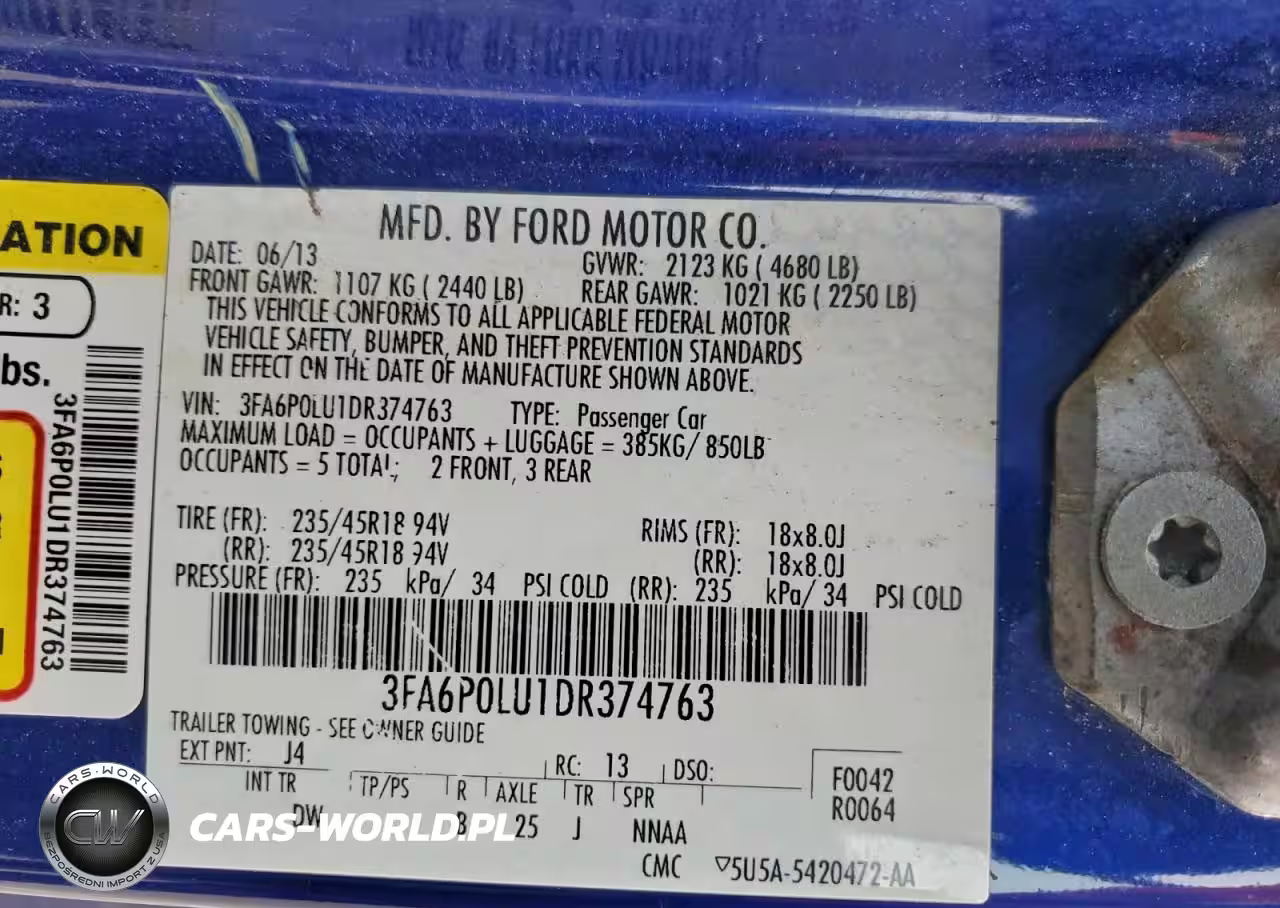 MFD. BY FORD MOTOR CO.
DATE: 06/13
GVWR: 2123 KG ( 4680 LB)
FRONT GAWR: 1107 KG ( 2440 LB)
REAR GAWR: 1021 KG ( 2250 LB)
THIS VEHICLE CONFORMS TO ALL APPLICABLE FEDERAL MOTOR
VEHICLE SAFETY, BUMPER, AND THEFT PREVENTION STANDARDS
IN EFFECT ON THE DATE OF MANUFACTURE SHOWN ABOVE.
VIN: 3FA6P0LU1DR374763 TYPE: Passenger Car
MAXIMUM LOAD = OCCUPANTS + LUGGAGE = 385KG/ 850LB
OCCUPANTS = 5 TOTAL; 2 FRONT, 3 REAR
TIRE (FR): 235/45R18 94V RIMS (FR): 18x8.0J
(RR): 235/45R18 94V (RR): 18x8.0J
PRESSURE (FR): 235 kPa/ 34 PSI COLD (RR): 235 kPa/ 34 PSI COLD
3FA6P0LU1DR374763
TRAILER TOWING - SEE OWNER GUIDE
EXT PNT: J4 RC: 13 DSO:
INT TR TP/PS R AXLE TR SPR
DW B 25 J NNAA
F0042
R0064
CMC ▽5U5A-5420472-AA
ATION
R: 3
bs.
3FA6P0LU1DR374763
CARS-WORLD
CW
BEZPOŚREDNI IMPORT Z USA
CARS-WORLD.PL